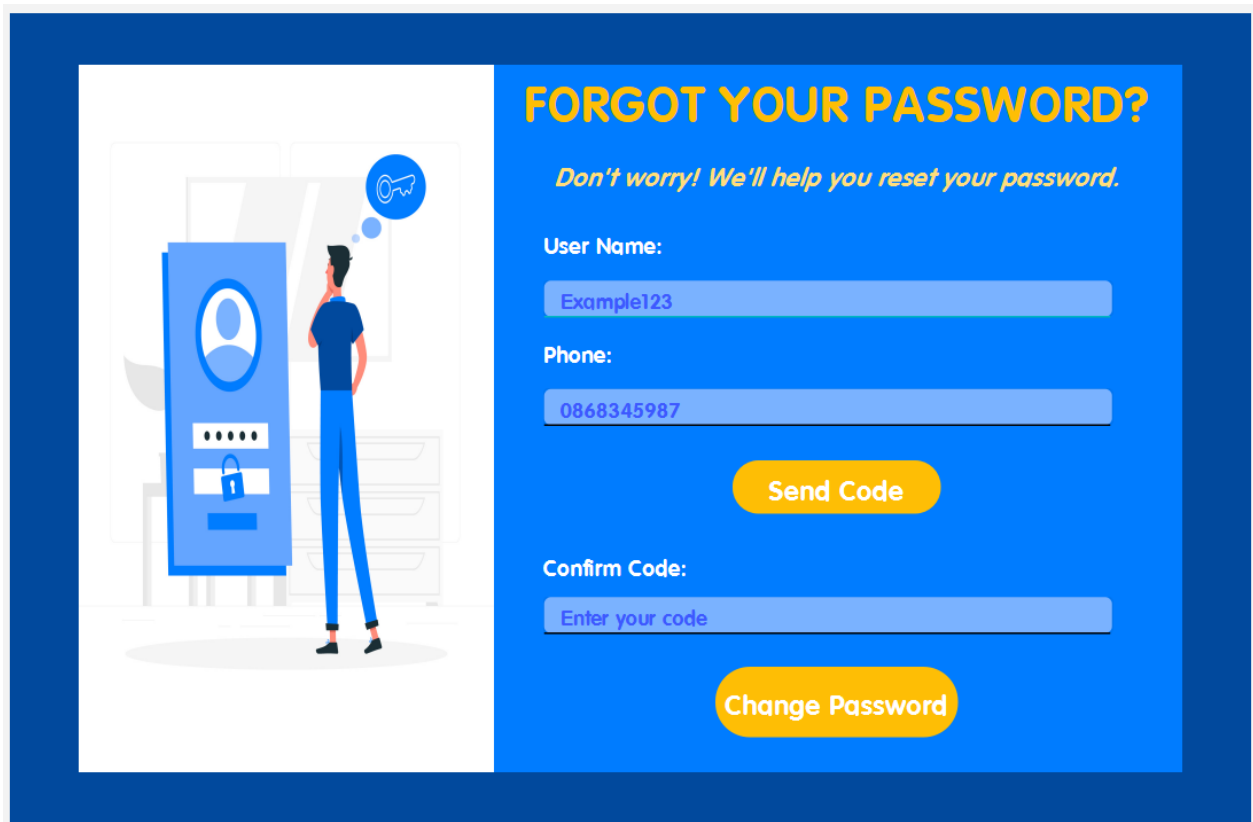 FORGOT YOUR PASSWORD?
Don't worry! We'll help you reset your password.
User Name:
Example123
Phone:
0868345987
Send Code
Confirm Code:
Enter your code
Change Password